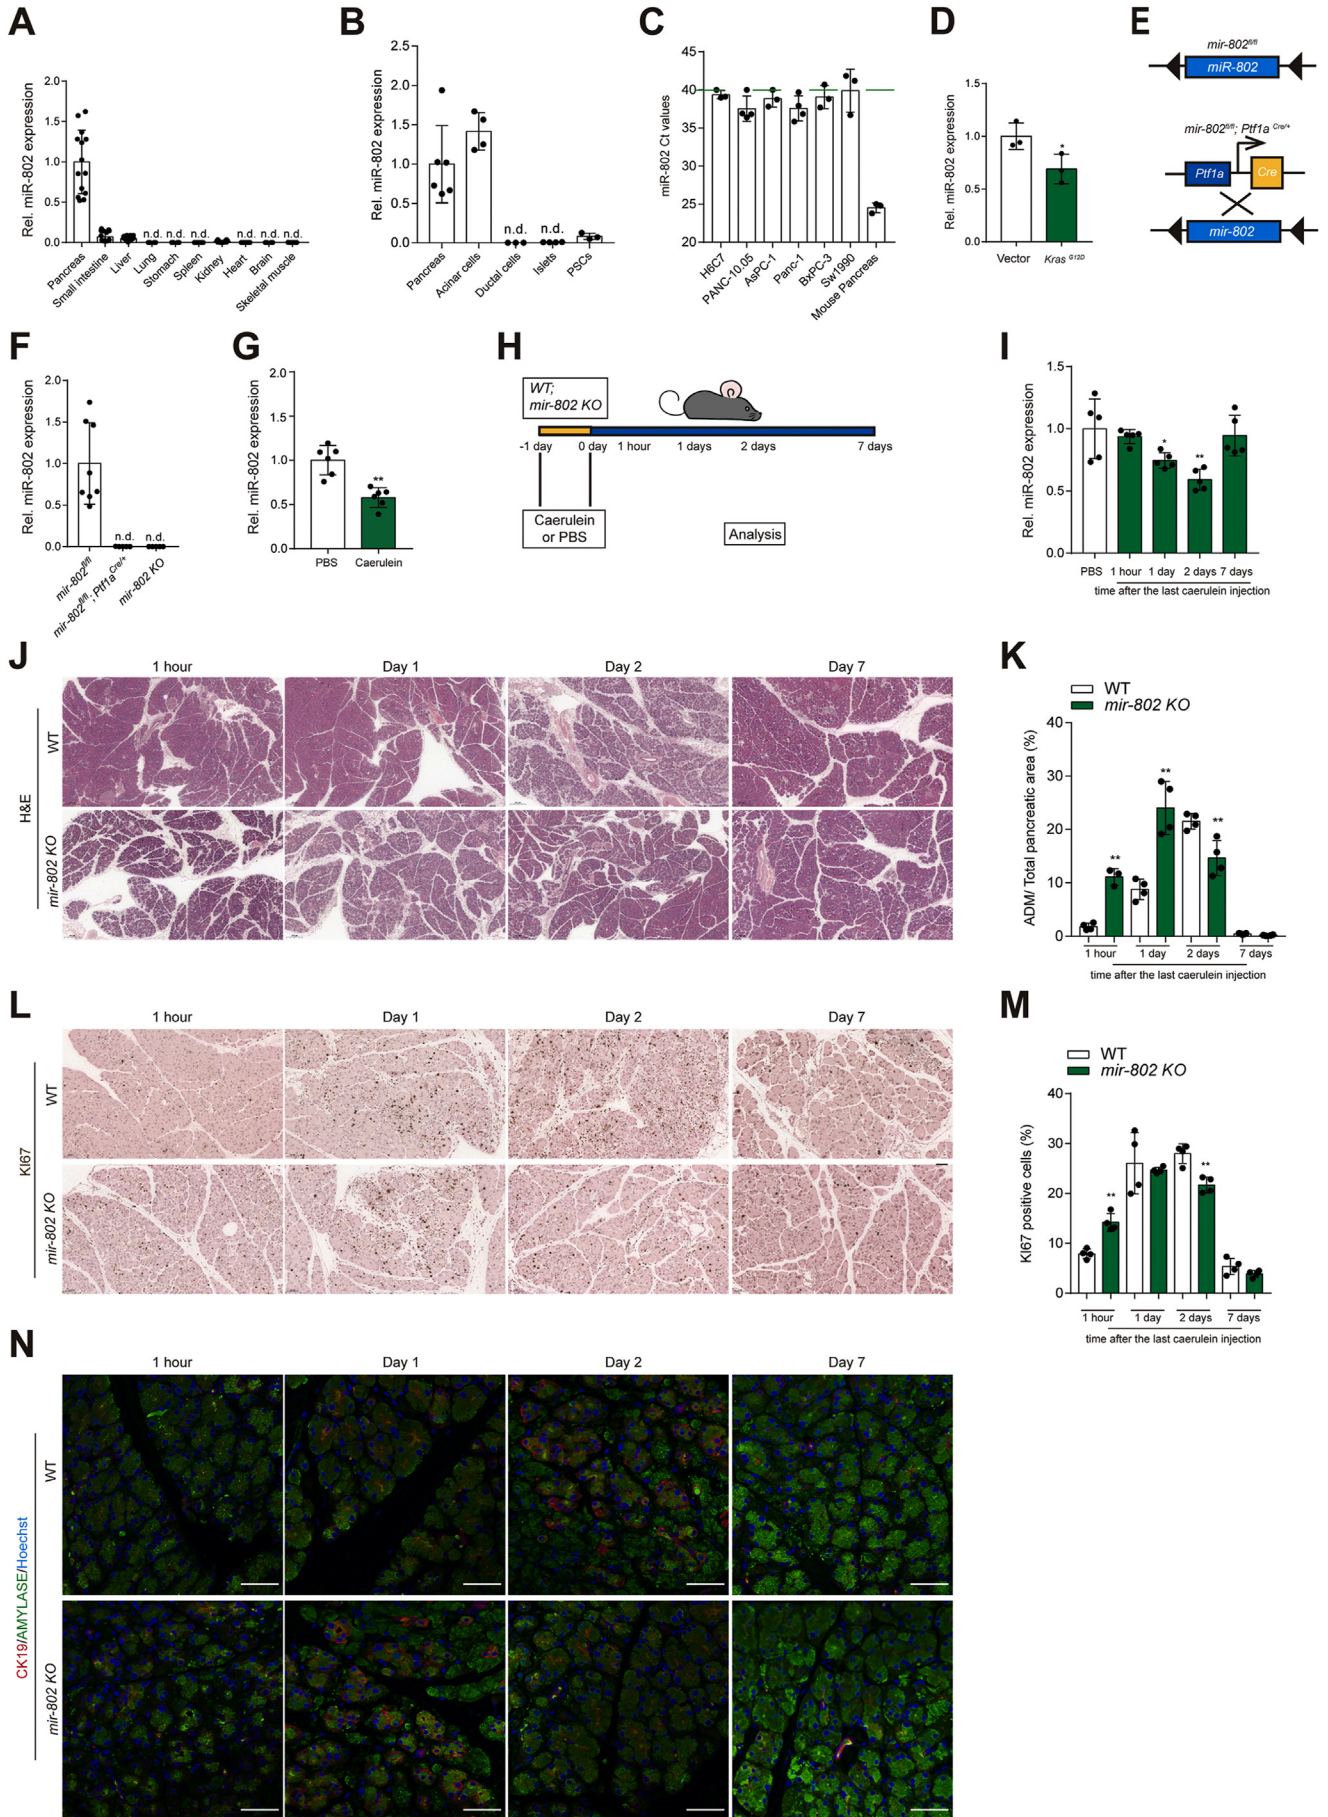 A
Rel. miR-802 expression
2.0
1.5
1.0
0.5
0.0
n.d. n.d. n.d. n.d. n.d. n.d.
Pancreas
Small intestine
Liver
Lung
Stomach
Spleen
Kidney
Heart
Brain
Skeletal muscle
B
Rel. miR-802 expression
2.5
2.0
1.5
1.0
0.5
0.0
n.d. n.d.
Pancreas
Acinar cells
Ductal cells
Islets
PSCs
C
miR-802 Ct values
45
40
35
30
25
20
H6C7
PANC-10.05
AsPC-1
Panc-1
BxPC-3
Sw1990
Mouse Pancreas
D
Rel. miR-802 expression
1.5
1.0
0.5
0.0
*
Vector Kras G12D
E
mir-802fl/fl
miR-802
mir-802fl/fl; Ptf1a Cre/+
Ptf1a Cre
mir-802
F
Rel. miR-802 expression
2.0
1.5
1.0
0.5
0.0
n.d. n.d.
mir-802fl/fl
mir-802fl/fl; Ptf1aCre/+
mir-802 KO
G
Rel. miR-802 expression
2.0
1.5
1.0
0.5
0.0
**
PBS Caerulein
H
WT;
mir-802 KO
-1 day 0 day 1 hour 1 days 2 days 7 days
Caerulein
or PBS
Analysis
I
Rel. miR-802 expression
1.5
1.0
0.5
0.0
* **
PBS 1 hour 1 day 2 days 7 days
time after the last caerulein injection
J
1 hour Day 1 Day 2 Day 7
H&E
WT
mir-802 KO
K
WT
mir-802 KO
ADM/ Total pancreatic area (%)
40
30
20
10
0
** ** **
1 hour 1 day 2 days 7 days
time after the last caerulein injection
L
1 hour Day 1 Day 2 Day 7
KI67
WT
mir-802 KO
M
WT
mir-802 KO
KI67 positive cells (%)
40
30
20
10
0
** **
1 hour 1 day 2 days 7 days
time after the last caerulein injection
N
1 hour Day 1 Day 2 Day 7
CK19/AMYLASE/Hoechst
WT
mir-802 KO